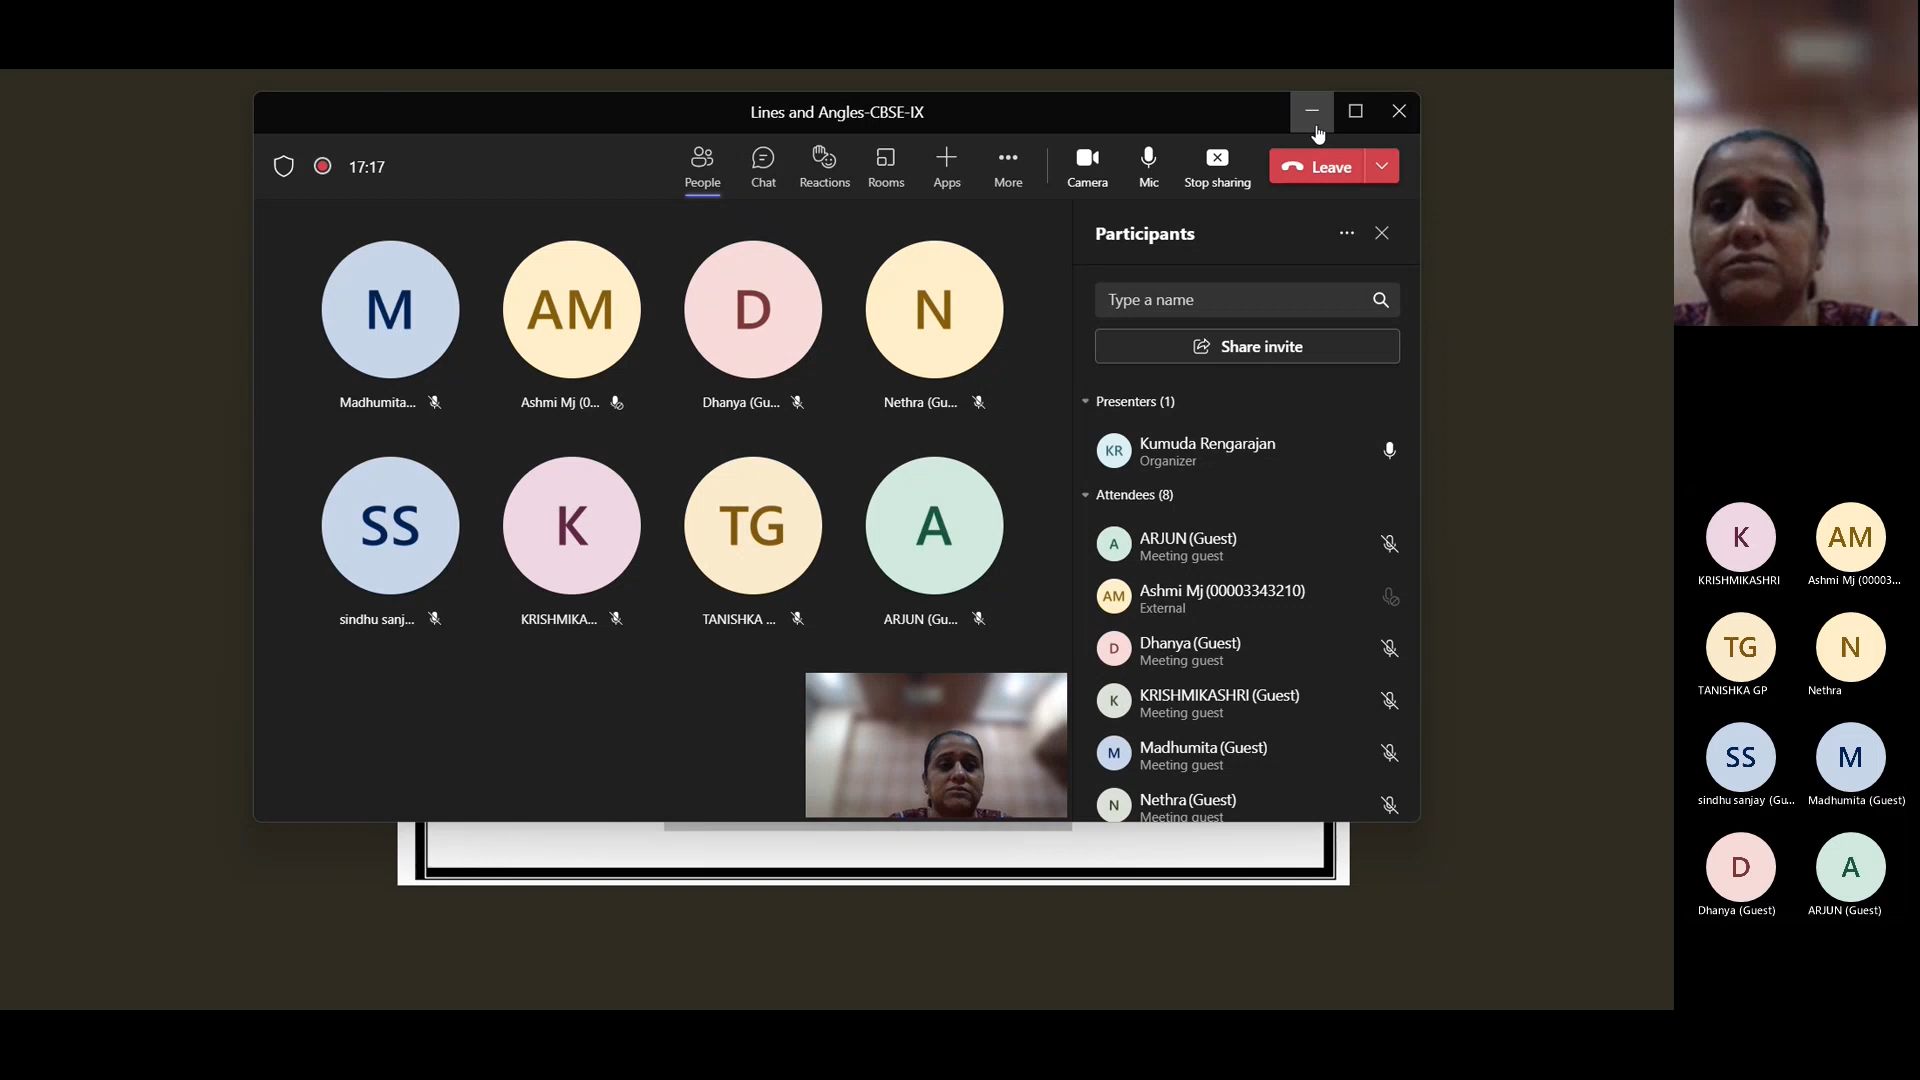 Lines and Angles-CBSE-IX
17:17
People
Chat
Reactions
Rooms
Apps
More
Camera
Mic
Stop sharing
Leave
M
AM
D
N
Madhumita...
Ashmi Mj (0...
Dhanya (Gu...
Nethra (Gu...
SS
K
TG
A
sindhu sanj...
KRISHMIKA...
TANISHKA ...
ARJUN (Gu...
Participants
Type a name
Share invite
Presenters (1)
KR
Kumuda Rengarajan
Organizer
Attendees (8)
A
ARJUN (Guest)
Meeting guest
AM
Ashmi Mj (00003343210)
External
D
Dhanya (Guest)
Meeting guest
K
KRISHMIKASHRI (Guest)
Meeting guest
M
Madhumita (Guest)
Meeting guest
N
Nethra (Guest)
Meeting guest
K
AM
KRISHMIKASHRI
Ashmi Mj (00003...
TG
N
TANISHKA GP
Nethra
SS
M
sindhu sanjay (Gu...
Madhumita (Guest)
D
A
Dhanya (Guest)
ARJUN (Guest)